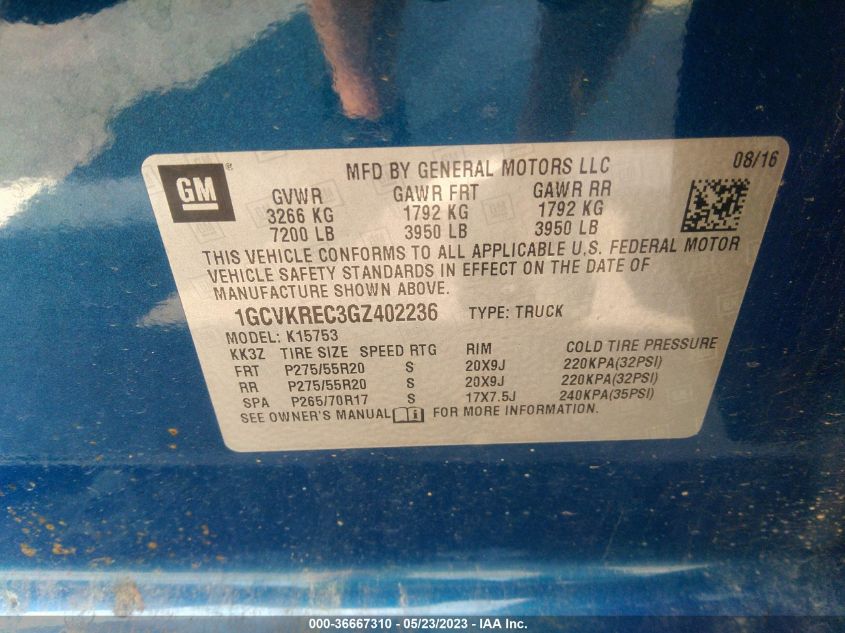 GM®
MFD BY GENERAL MOTORS LLC
08/16
GVWR GAWR FRT GAWR RR
3266 KG 1792 KG 1792 KG
7200 LB 3950 LB 3950 LB
THIS VEHICLE CONFORMS TO ALL APPLICABLE U.S. FEDERAL MOTOR
VEHICLE SAFETY STANDARDS IN EFFECT ON THE DATE OF
MANUFACTURE SHOWN ABOVE.
1GCVKREC3GZ402236 TYPE: TRUCK
MODEL: K15753
KK3Z TIRE SIZE SPEED RTG RIM COLD TIRE PRESSURE
FRT P275/55R20 S 20X9J 220KPA(32PSI)
RR P275/55R20 S 20X9J 220KPA(32PSI)
SPA P265/70R17 S 17X7.5J 240KPA(35PSI)
SEE OWNER'S MANUAL FOR MORE INFORMATION.
000-36667310 / 05/23/2023 - IAA Inc.